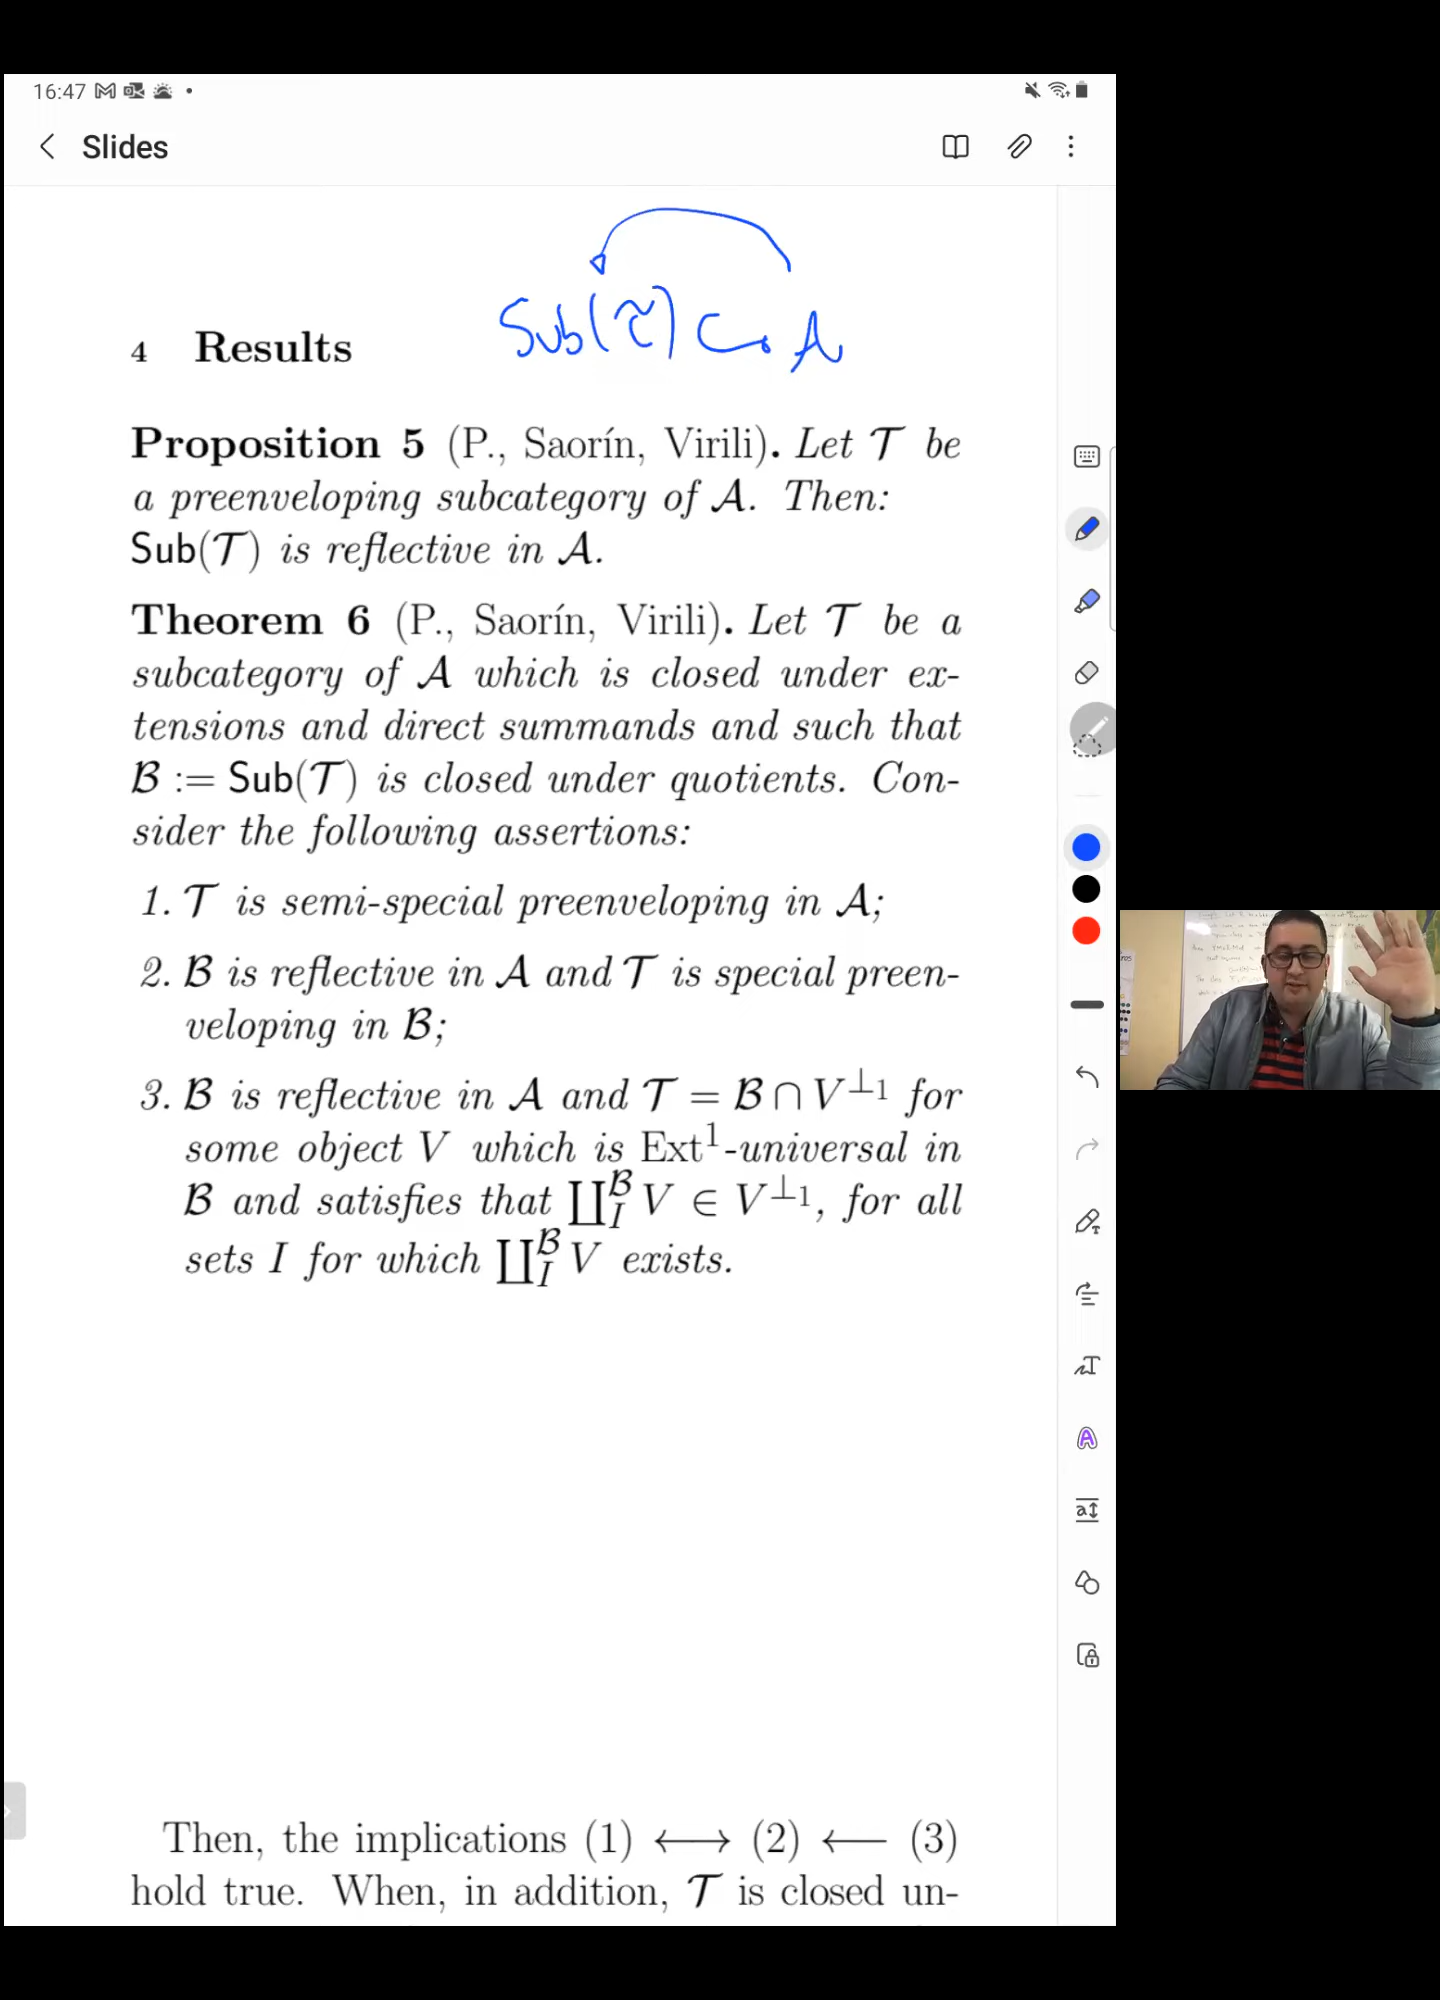 16:47
Slides
Sub(τ) ↪ A
4 Results
Proposition 5 (P., Saorín, Virili). Let 𝒯 be
a preenveloping subcategory of 𝒜. Then:
Sub(𝒯) is reflective in 𝒜.
Theorem 6 (P., Saorín, Virili). Let 𝒯 be a
subcategory of 𝒜 which is closed under ex-
tensions and direct summands and such that
ℬ := Sub(𝒯) is closed under quotients. Con-
sider the following assertions:
1. 𝒯 is semi-special preenveloping in 𝒜;
2. ℬ is reflective in 𝒜 and 𝒯 is special preen-
veloping in ℬ;
3. ℬ is reflective in 𝒜 and 𝒯 = ℬ ∩ V^{⊥₁} for
some object V which is Ext¹-universal in
ℬ and satisfies that ∐_I^ℬ V ∈ V^{⊥₁}, for all
sets I for which ∐_I^ℬ V exists.
Then, the implications (1) ⟷ (2) ⟵ (3)
hold true. When, in addition, 𝒯 is closed un-